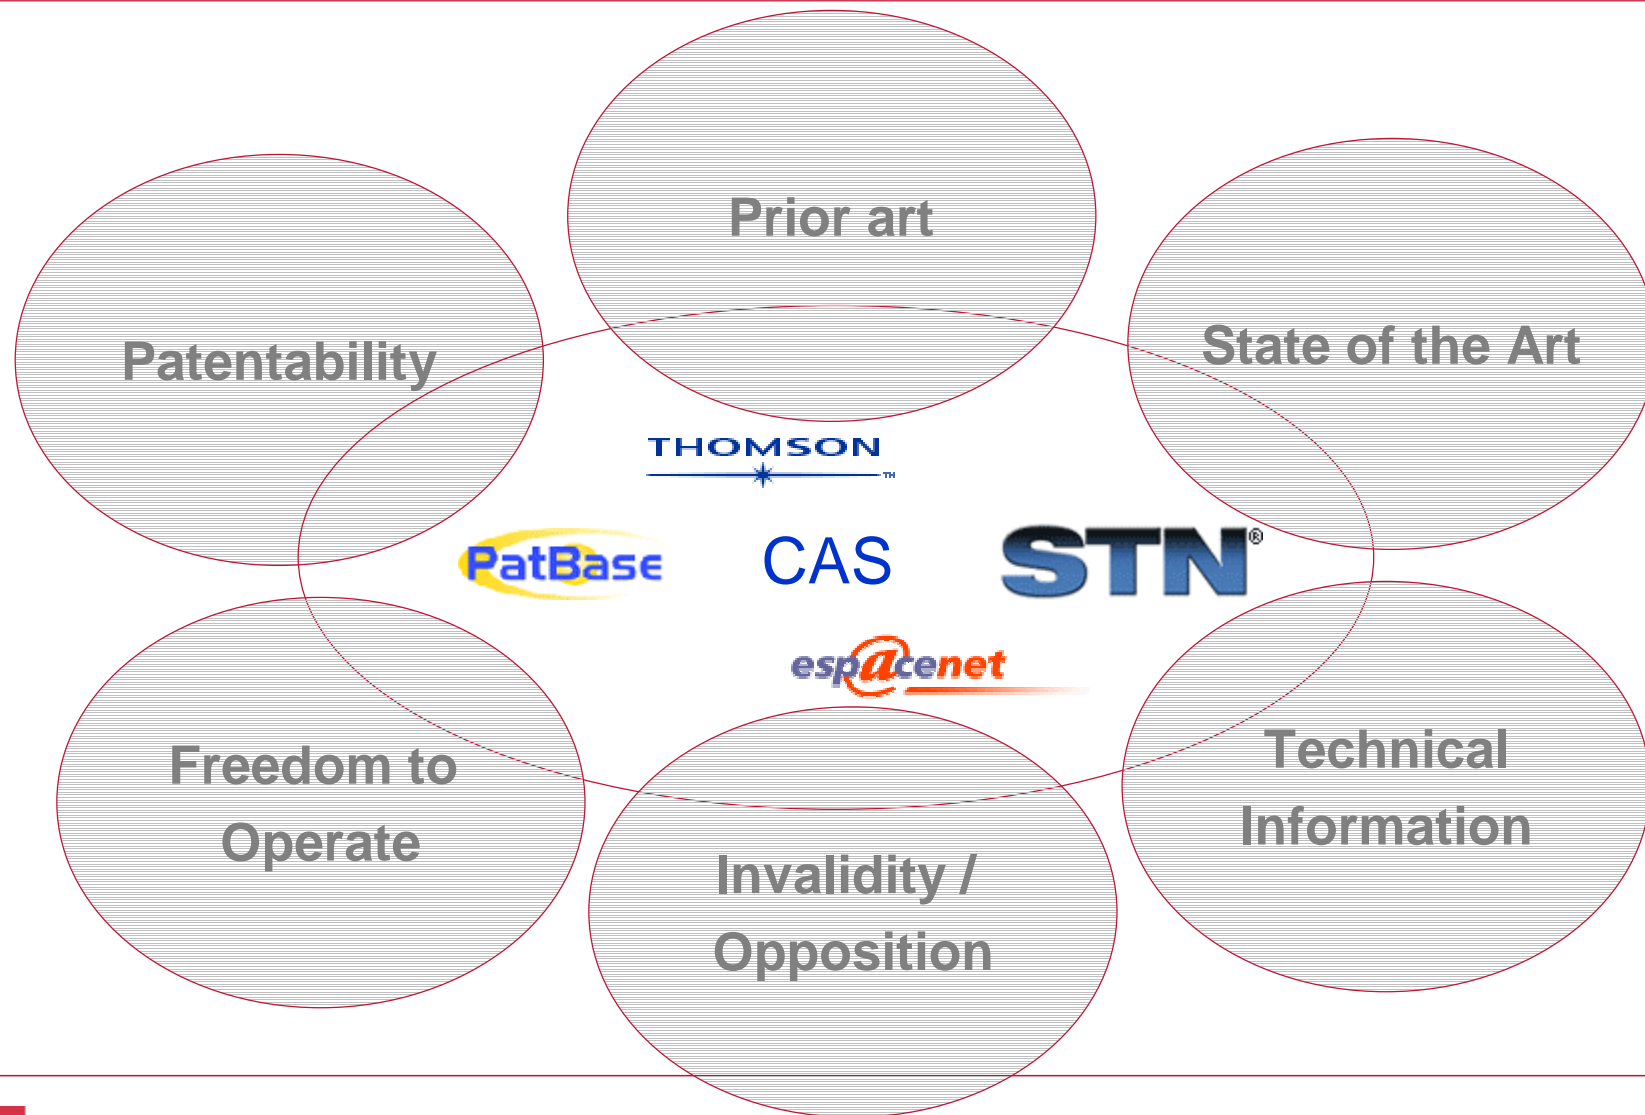 Prior art
State of the Art
Patentability
THOMSON TM
PatBase
CAS
STN®
espacenet
Technical
Information
Freedom to
Operate
Invalidity /
Opposition